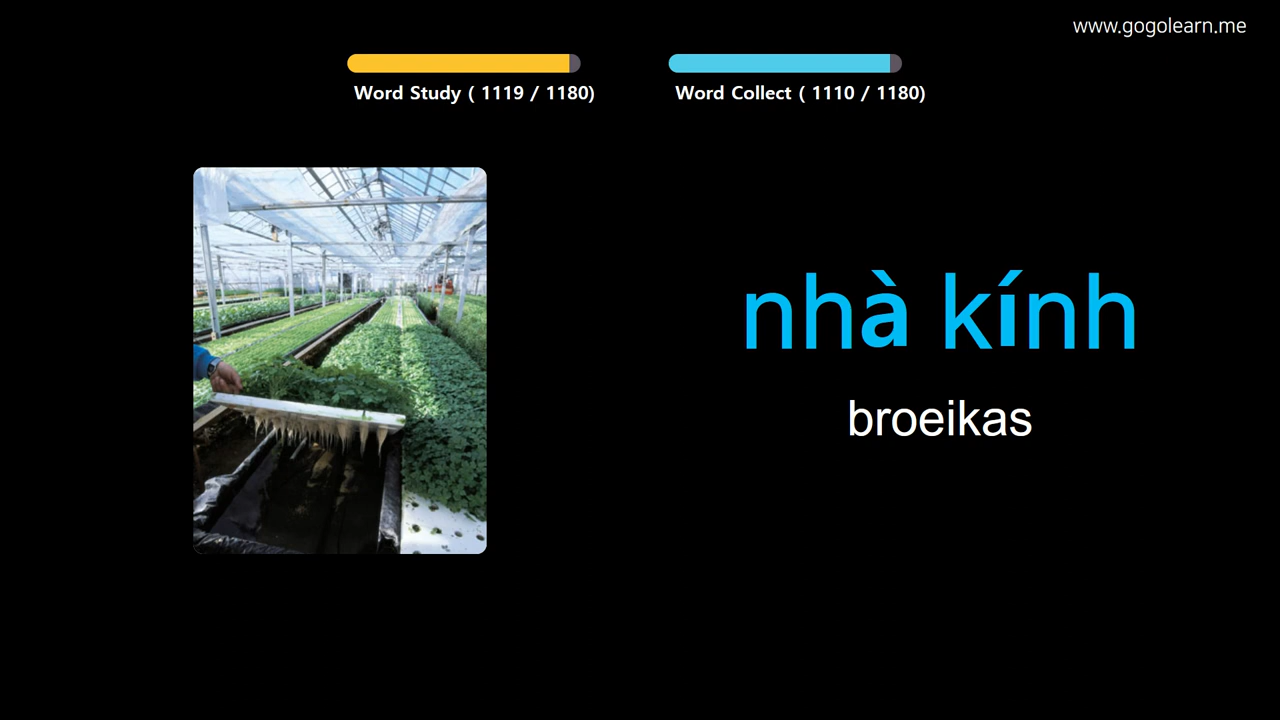 www.gogolearn.me
Word Study ( 1119 / 1180)
Word Collect ( 1110 / 1180)
nhà kính
broeikas